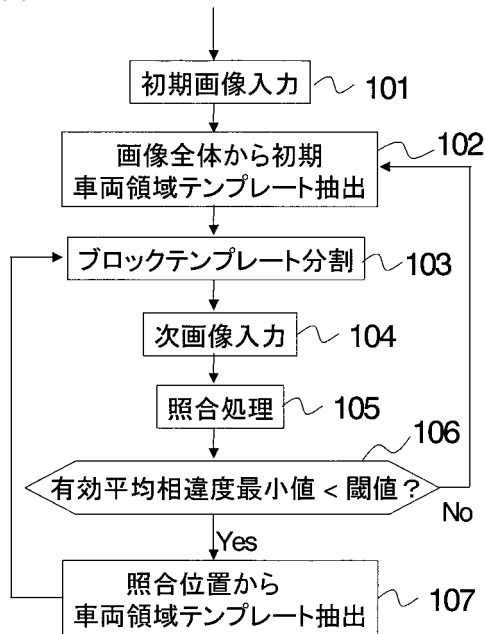 初期画像入力
101
画像全体から初期
車両領域テンプレート抽出
102
ブロックテンプレート分割
103
次画像入力
104
照合処理
105
106
有効平均相違度最小値 < 閾値？
No
Yes
照合位置から
車両領域テンプレート抽出
107